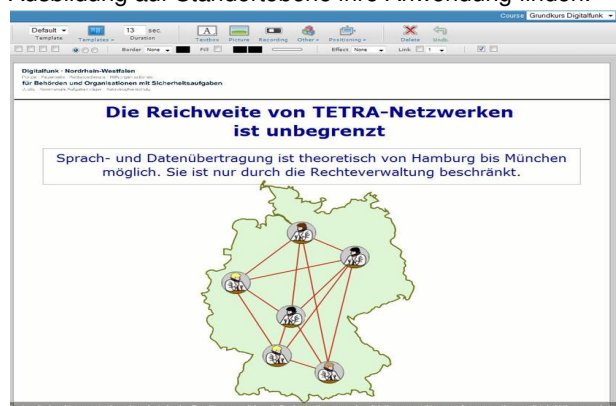 Ausbildung auf Standortebene ihre Anwendung finden.
Course Grundkurs Digitalfunk
Default 13 sec.
Template Templates Duration Textbox Picture Recording Other Positioning Delete Undo
Border None Fill Effect None Link 1
Digitalfunk · Nordrhein-Westfalen
für Behörden und Organisationen mit Sicherheitsaufgaben
Die Reichweite von TETRA-Netzwerken
ist unbegrenzt
Sprach- und Datenübertragung ist theoretisch von Hamburg bis München
möglich. Sie ist nur durch die Rechteverwaltung beschränkt.